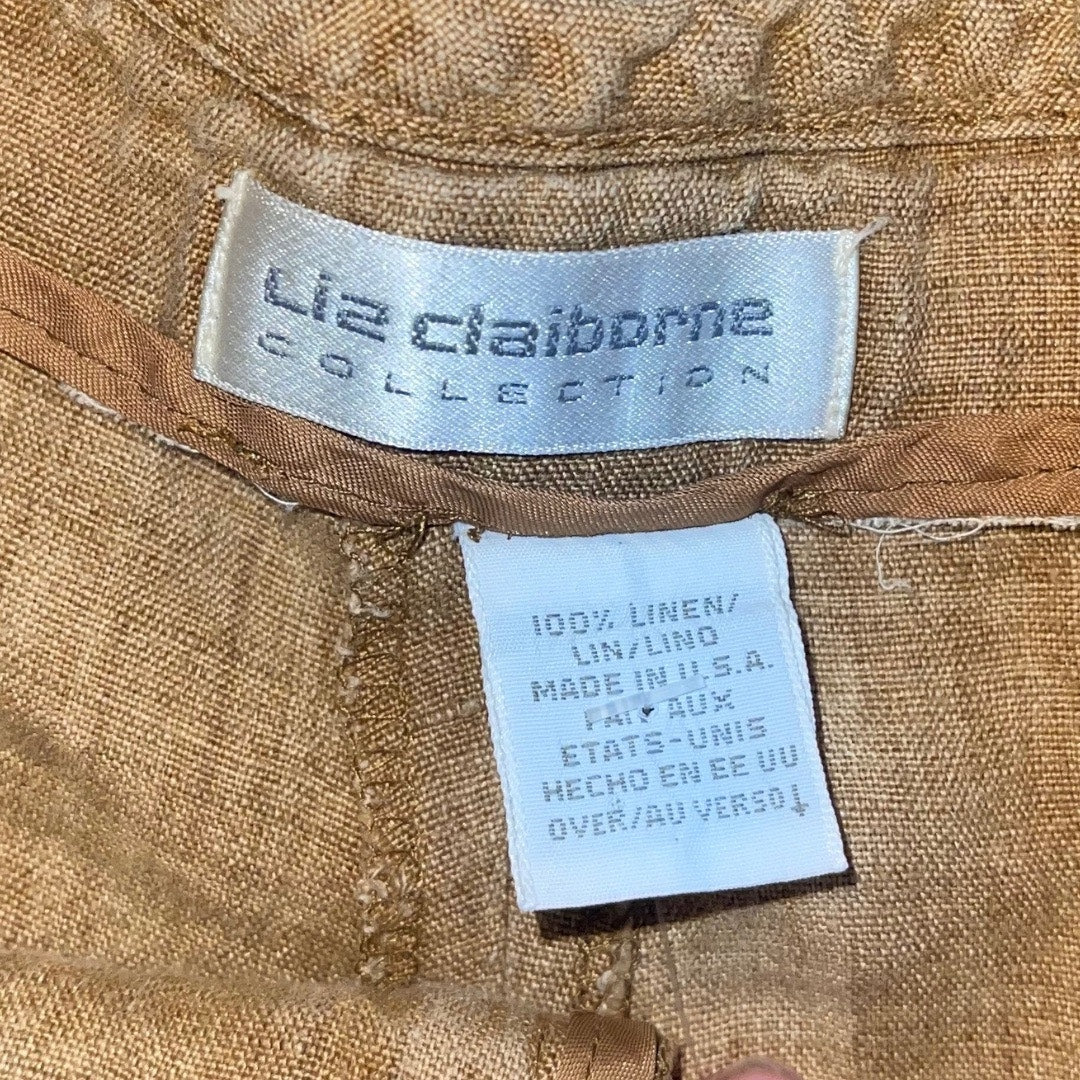 Liz claiborne
COLLECTION
100% LINEN/
LIN/LINO
MADE IN U.S.A.
FAIT AUX
ETATS-UNIS
HECHO EN EE UU
OVER/AU VERSO